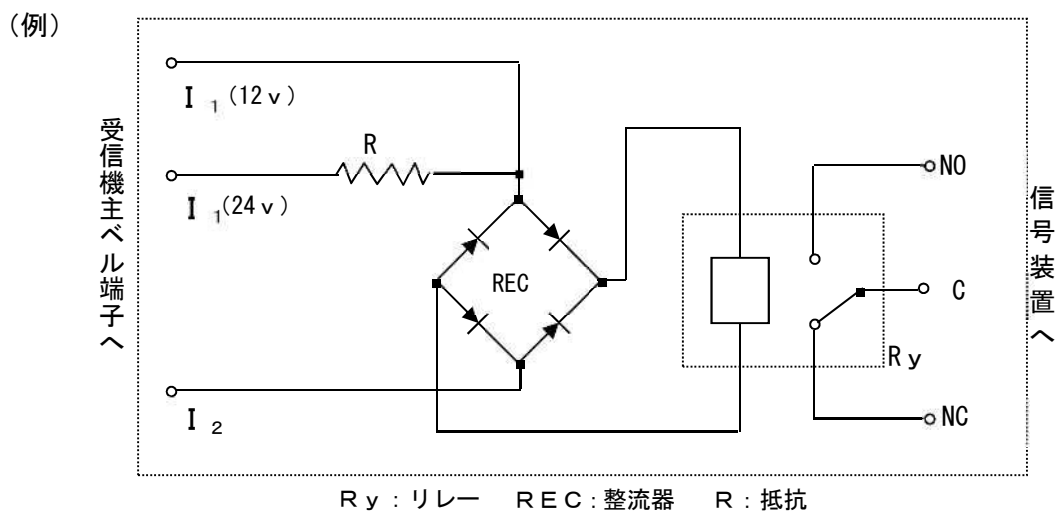 (例)
I 1 (12v)
R
I 1(24v)
I 2
受信機主ベル端子へ
REC
NO
C
NC
Ry
信号装置へ
Ry:リレー REC:整流器 R:抵抗